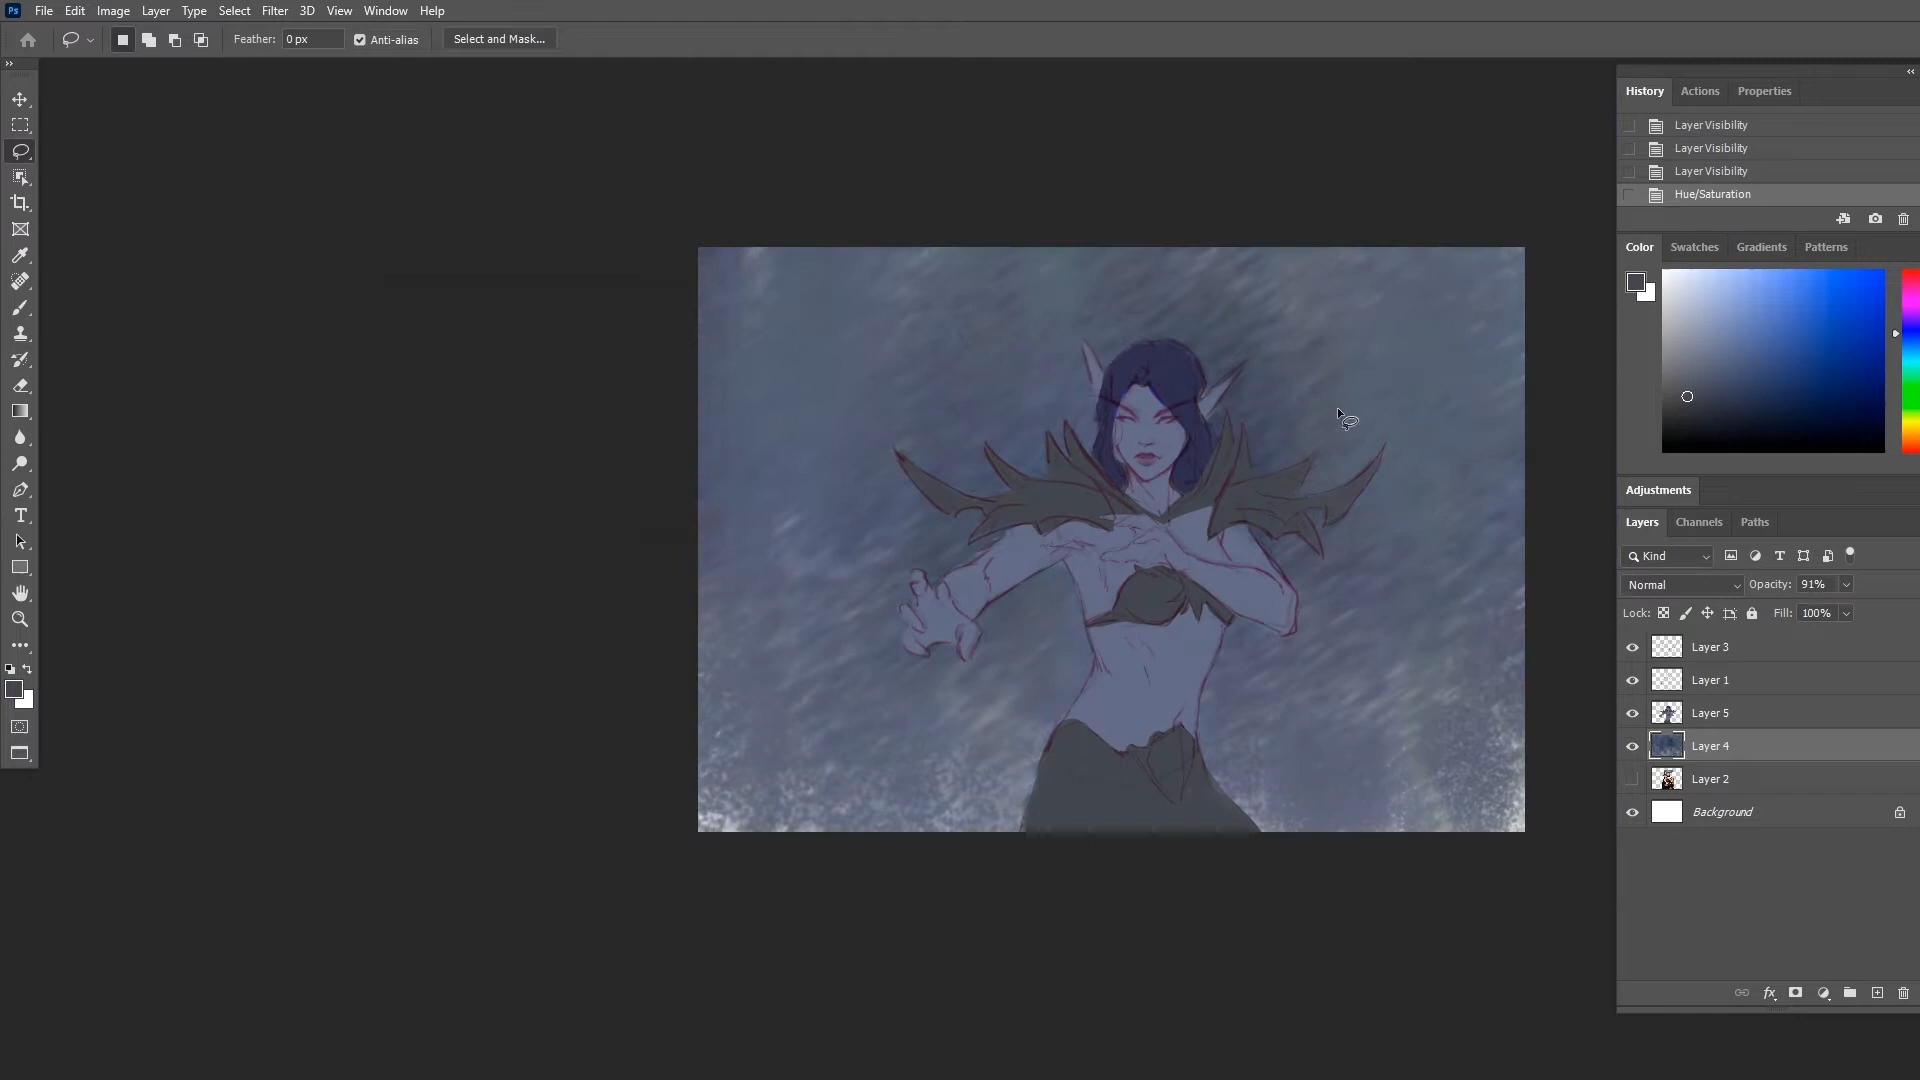 Ps File Edit Image Layer Type Select Filter 3D View Window Help
Feather: 0 px Anti-alias Select and Mask...
History Actions Properties
Layer Visibility
Layer Visibility
Layer Visibility
Hue/Saturation
Color Swatches Gradients Patterns
Adjustments
Layers Channels Paths
Kind
Normal Opacity: 91%
Lock: Fill: 100%
Layer 3
Layer 1
Layer 5
Layer 4
Layer 2
Background
fx